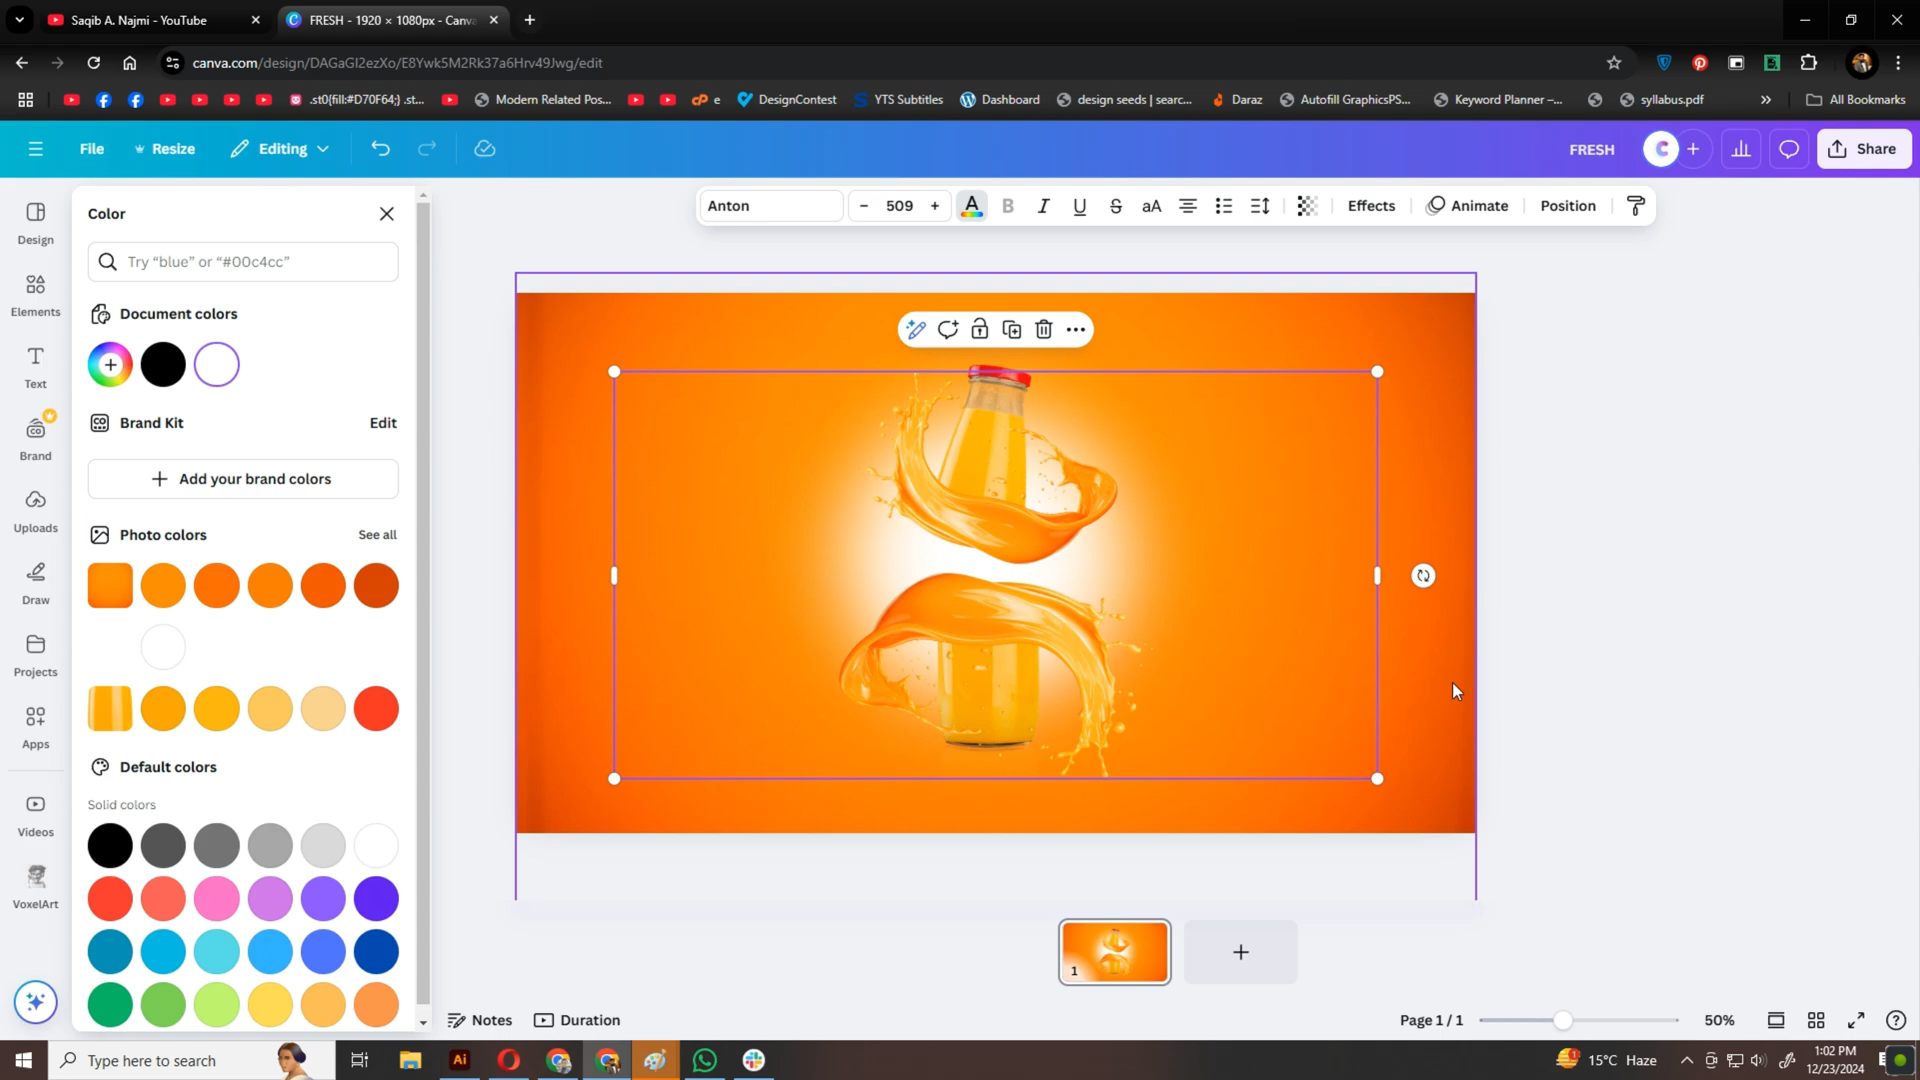 Saqib A. Najmi - YouTube
FRESH - 1920 × 1080px - Canva
canva.com/design/DAGaGI2ezXo/E8Ywk5M2Rk37a6Hrv49Jwg/edit
.st0{fill:#D70F64;} .st...
Modern Related Pos...
e
DesignContest
YTS Subtitles
Dashboard
design seeds | searc...
Daraz
Autofill GraphicsPS...
Keyword Planner –...
syllabus.pdf
All Bookmarks
File
Resize
Editing
FRESH
C
Share
Design
Elements
Text
Brand
Uploads
Draw
Projects
Apps
Videos
VoxelArt
Color
Try “blue” or “#00c4cc”
Document colors
Brand Kit
Edit
Add your brand colors
Photo colors
See all
Default colors
Solid colors
Anton
– 509 +
A B I U S aA
Effects
Animate
Position
1
Notes
Duration
Page 1 / 1
50%
Type here to search
Ai
15°C Haze
1:02 PM
12/23/2024